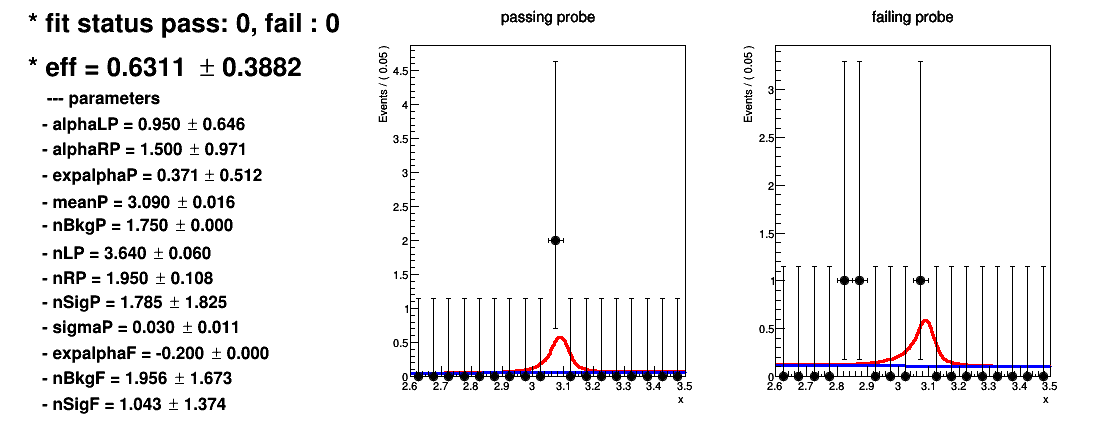 * fit status pass: 0, fail : 0
* eff = 0.6311 ± 0.3882
--- parameters
- alphaLP = 0.950 ± 0.646
- alphaRP = 1.500 ± 0.971
- expalphaP = 0.371 ± 0.512
- meanP = 3.090 ± 0.016
- nBkgP = 1.750 ± 0.000
- nLP = 3.640 ± 0.060
- nRP = 1.950 ± 0.108
- nSigP = 1.785 ± 1.825
- sigmaP = 0.030 ± 0.011
- expalphaF = -0.200 ± 0.000
- nBkgF = 1.956 ± 1.673
- nSigF = 1.043 ± 1.374
passing probe
Events / ( 0.05 )
4.5
4
3.5
3
2.5
2
1.5
1
0.5
0
2.6 2.7 2.8 2.9 3 3.1 3.2 3.3 3.4 3.5
x
failing probe
Events / ( 0.05 )
3
2.5
2
1.5
1
0.5
0
2.6 2.7 2.8 2.9 3 3.1 3.2 3.3 3.4 3.5
x